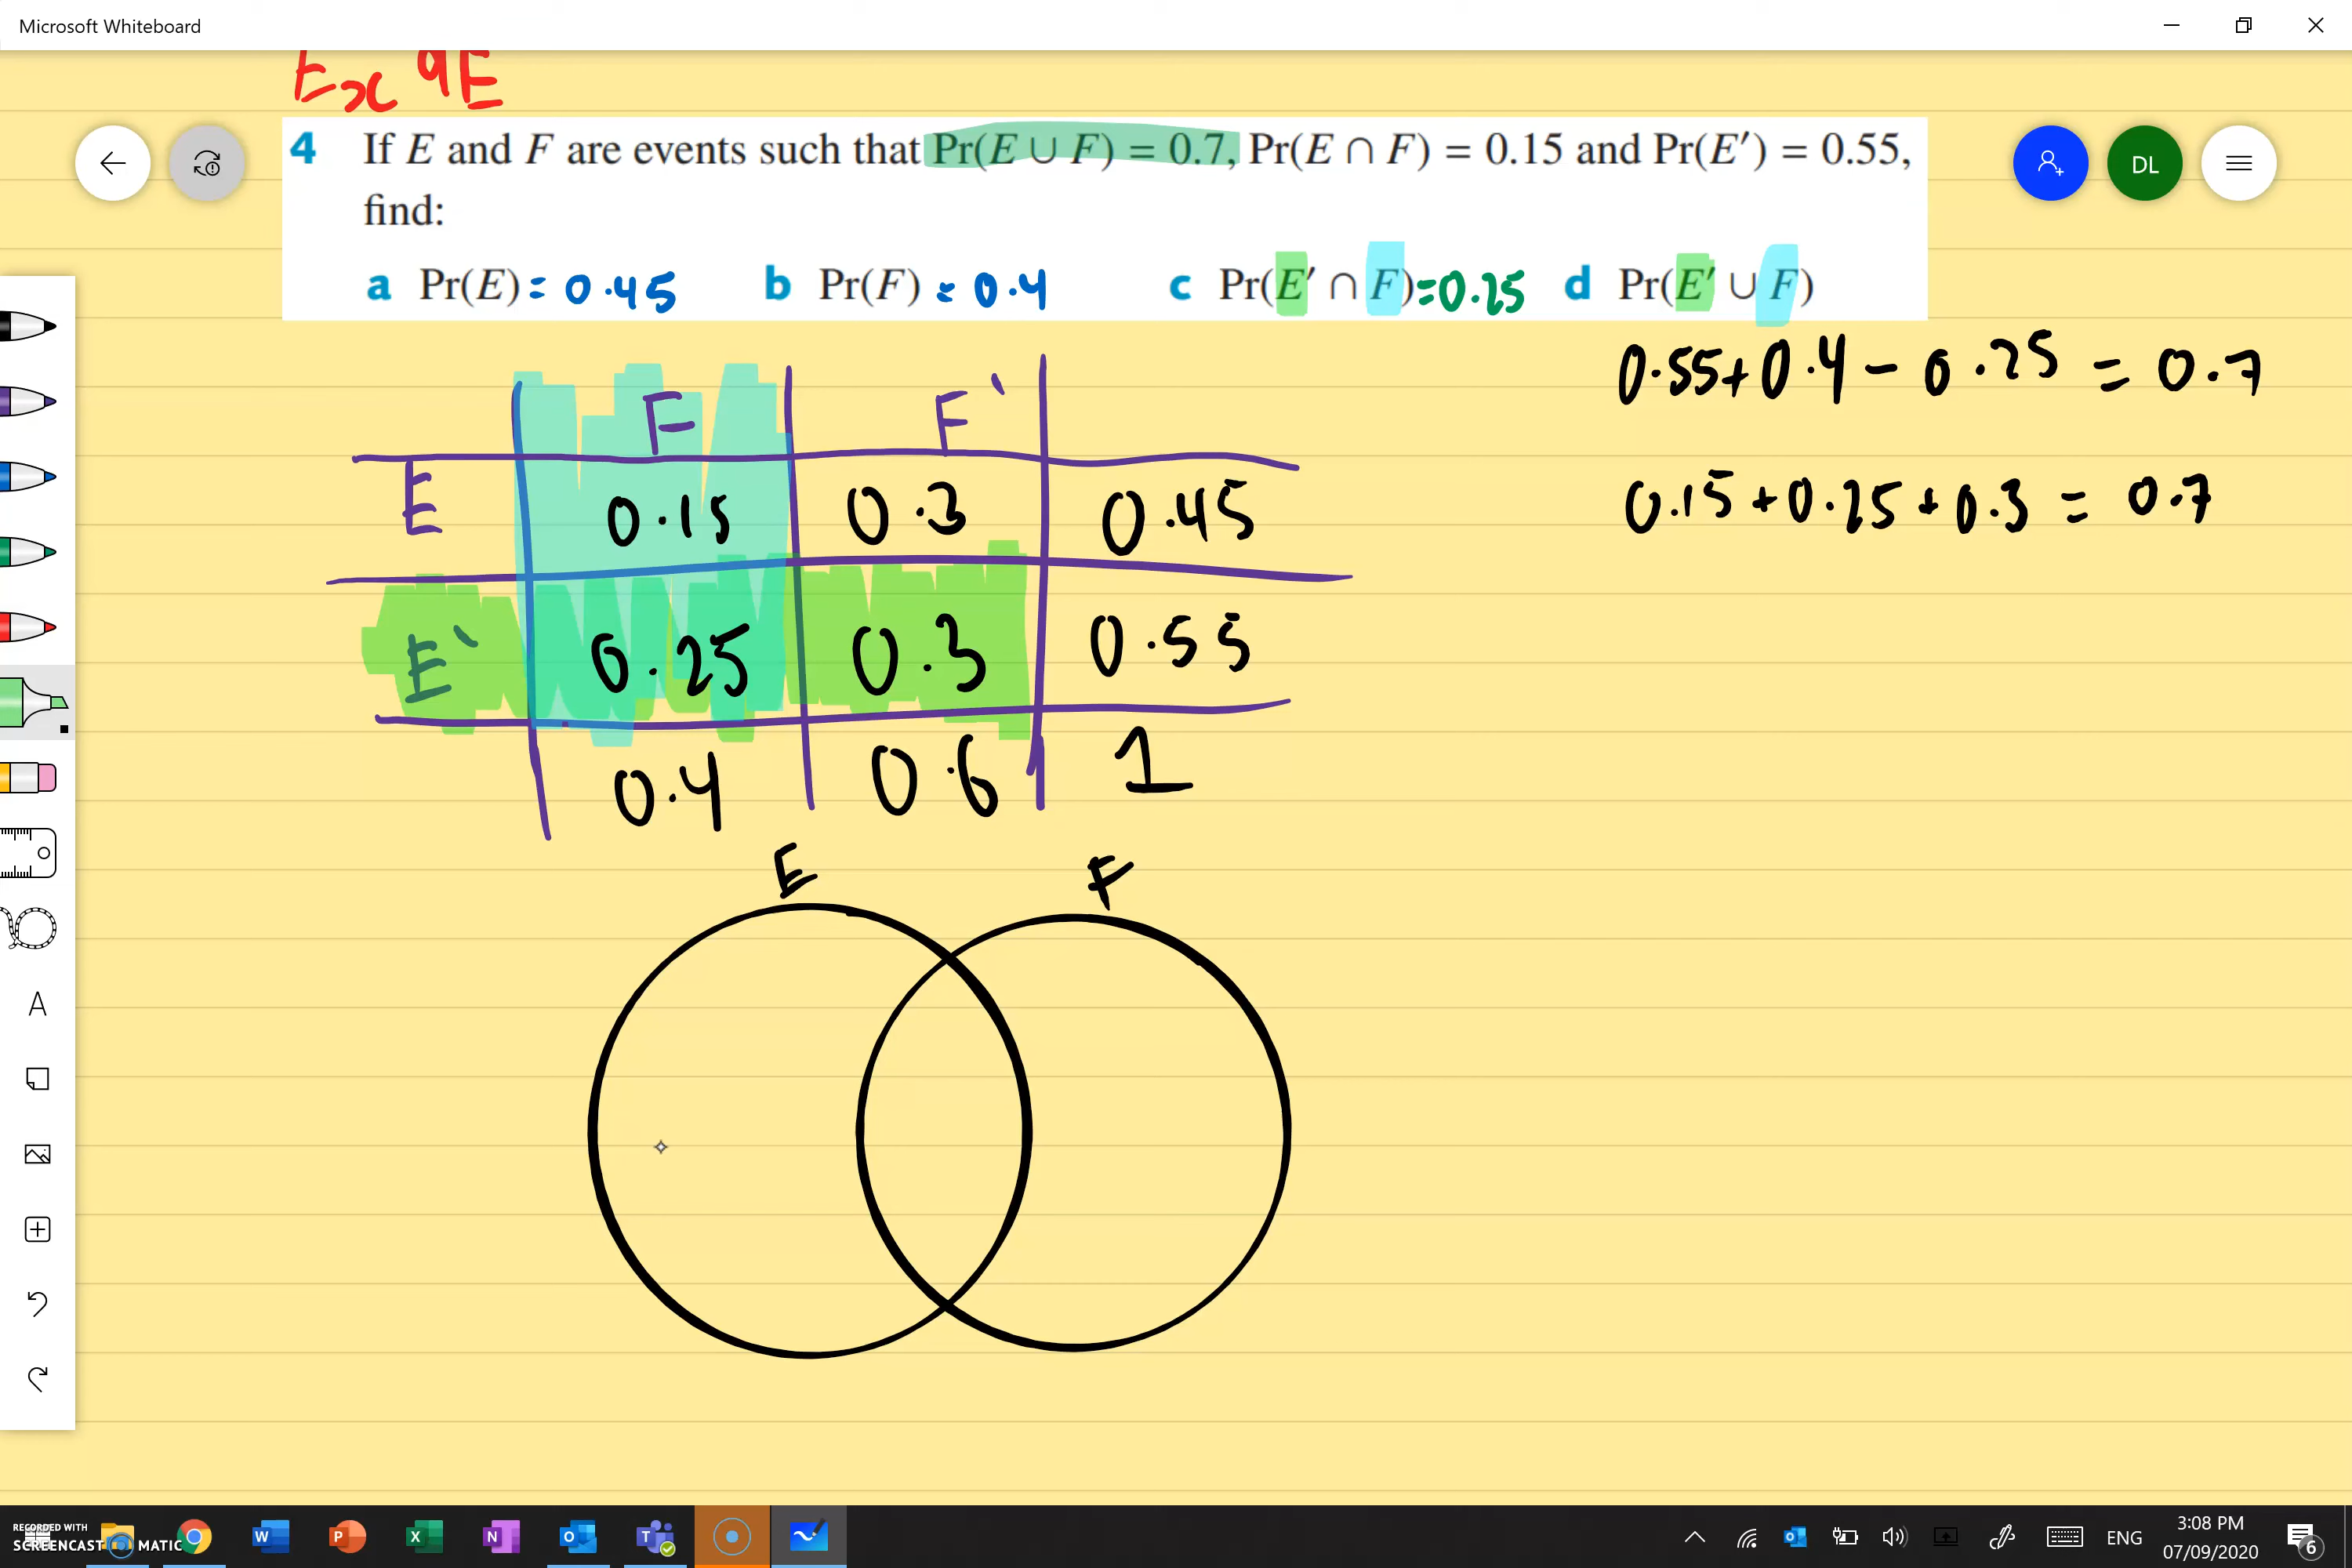 Microsoft Whiteboard
Ex 9E
4 If E and F are events such that Pr(E ∪ F) = 0.7, Pr(E ∩ F) = 0.15 and Pr(E′) = 0.55,
find:
a Pr(E) = 0.45 b Pr(F) = 0.4 c Pr(E′ ∩ F) = 0.25 d Pr(E′ ∪ F)
DL
0.55 + 0.4 - 0.25 = 0.7
0.15 + 0.25 + 0.3 = 0.7
F F`
E 0.15 0.3 0.45
E` 0.25 0.3 0.55
0.4 0.6 1
E F
A
RECORDED WITH
SCREENCAST MATIC
W P X N O T
ENG
3:08 PM
07/09/2020
6